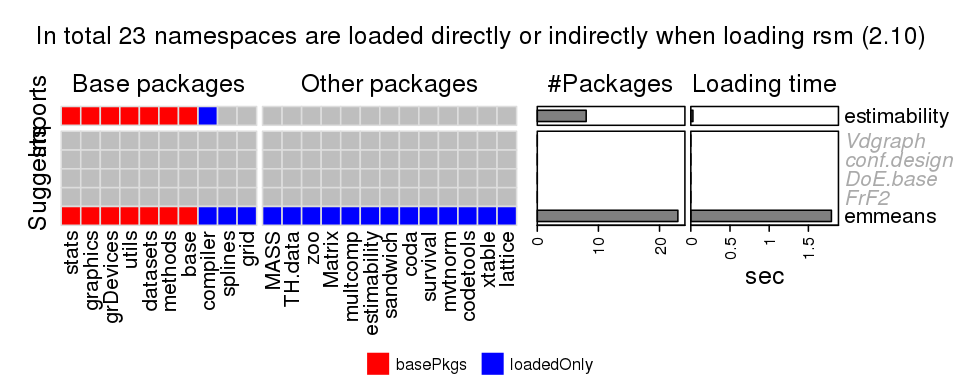 In total 23 namespaces are loaded directly or indirectly when loading rsm (2.10)
Base packages
Other packages
#Packages
Loading time
Imports
Suggests
estimability
Vdgraph
conf.design
DoE.base
FrF2
emmeans
stats
graphics
grDevices
utils
datasets
methods
base
compiler
splines
grid
MASS
TH.data
zoo
Matrix
multcomp
estimability
sandwich
coda
survival
mvtnorm
codetools
xtable
lattice
0
10
20
0
0.5
1
1.5
sec
basePkgs
loadedOnly